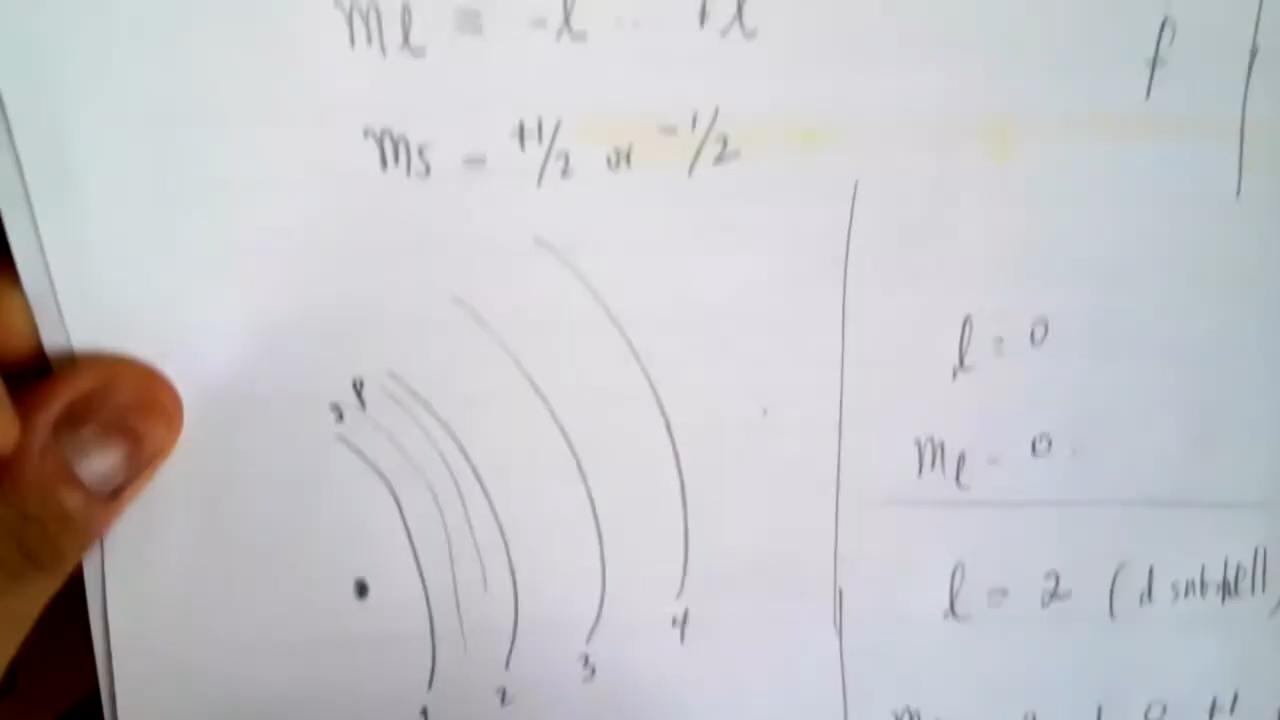 ml = -l .. +l
ms = +1/2 or -1/2
s p
1 2 3 4
l = 0
ml = 0
l = 2 (d subshell)